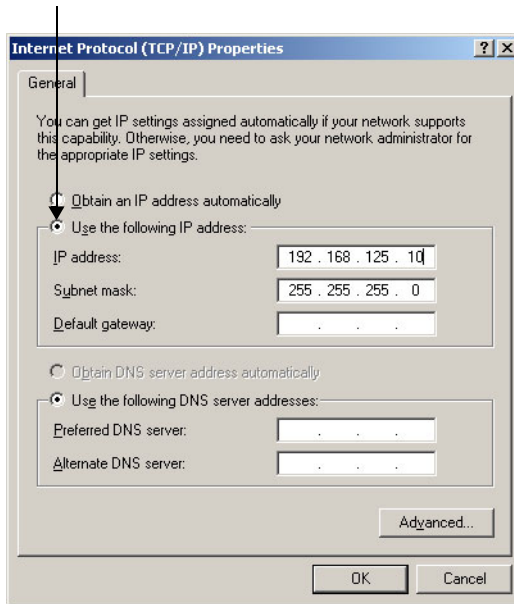 Internet Protocol (TCP/IP) Properties
General
You can get IP settings assigned automatically if your network supports
this capability. Otherwise, you need to ask your network administrator for
the appropriate IP settings.
Obtain an IP address automatically
Use the following IP address:
IP address: 192 . 168 . 125 . 10
Subnet mask: 255 . 255 . 255 . 0
Default gateway: . . .
Obtain DNS server address automatically
Use the following DNS server addresses:
Preferred DNS server: . . .
Alternate DNS server: . . .
Advanced...
OK Cancel